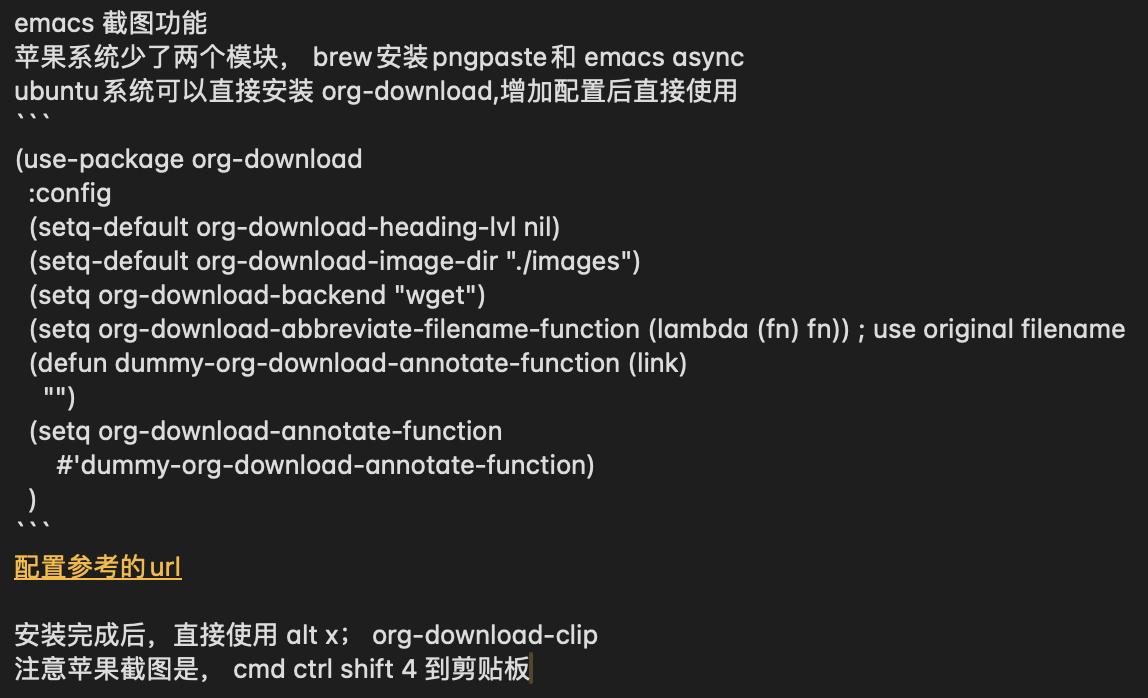 emacs 截图功能
苹果系统少了两个模块， brew安装pngpaste和 emacs async
ubuntu系统可以直接安装 org-download,增加配置后直接使用
```
(use-package org-download
  :config
  (setq-default org-download-heading-lvl nil)
  (setq-default org-download-image-dir "./images")
  (setq org-download-backend "wget")
  (setq org-download-abbreviate-filename-function (lambda (fn) fn)) ; use original filename
  (defun dummy-org-download-annotate-function (link)
    "")
  (setq org-download-annotate-function
      #'dummy-org-download-annotate-function)
  )
```
配置参考的url
安装完成后，直接使用 alt x； org-download-clip
注意苹果截图是， cmd ctrl shift 4 到剪贴板